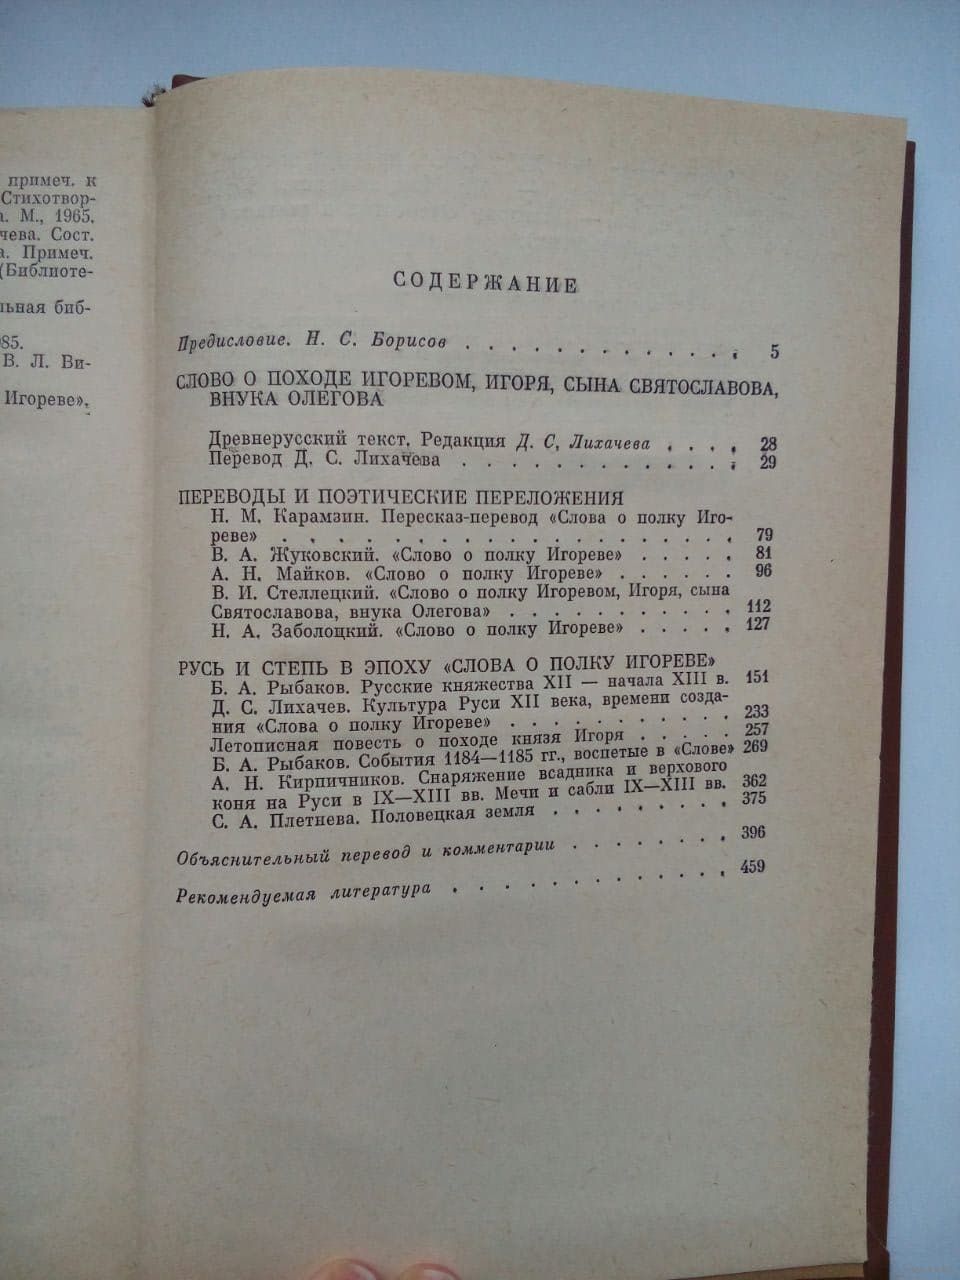 примеч. к
Стихотвор-
а. М., 1965.
чева. Сост.
а. Примеч.
(Библиоте-
льная биб-
85.
В. Л. Ви-
Игореве».
СОДЕРЖАНИЕ
Предисловие. Н. С. Борисов . . . . . . . . . . . . 5
СЛОВО О ПОХОДЕ ИГОРЕВОМ, ИГОРЯ, СЫНА СВЯТОСЛАВОВА,
ВНУКА ОЛЕГОВА
Древнерусский текст. Редакция Д. С. Лихачева . . . . 28
Перевод Д. С. Лихачева . . . . . . . . . . . . . 29
ПЕРЕВОДЫ И ПОЭТИЧЕСКИЕ ПЕРЕЛОЖЕНИЯ
Н. М. Карамзин. Пересказ-перевод «Слова о полку Иго-
реве» . . . . . . . . . . . . . . . . . 79
В. А. Жуковский. «Слово о полку Игореве» . . . . . 81
А. Н. Майков. «Слово о полку Игореве» . . . . . . 96
В. И. Стеллецкий. «Слово о полку Игоревом, Игоря, сына
Святославова, внука Олегова» . . . . . . . . . . 112
Н. А. Заболоцкий. «Слово о полку Игореве» . . . . . 127
РУСЬ И СТЕПЬ В ЭПОХУ «СЛОВА О ПОЛКУ ИГОРЕВЕ»
Б. А. Рыбаков. Русские княжества XII — начала XIII в. 151
Д. С. Лихачев. Культура Руси XII века, времени созда-
ния «Слова о полку Игореве» . . . . . . . . . . 233
Летописная повесть о походе князя Игоря . . . . . 257
Б. А. Рыбаков. События 1184—1185 гг., воспетые в «Слове» 269
А. Н. Кирпичников. Снаряжение всадника и верхового
коня на Руси в IX—XIII вв. Мечи и сабли IX—XIII вв. 362
С. А. Плетнева. Половецкая земля . . . . . . . . . 375
Объяснительный перевод и комментарии . . . . . . . . 396
Рекомендуемая литература . . . . . . . . . . . . . 459